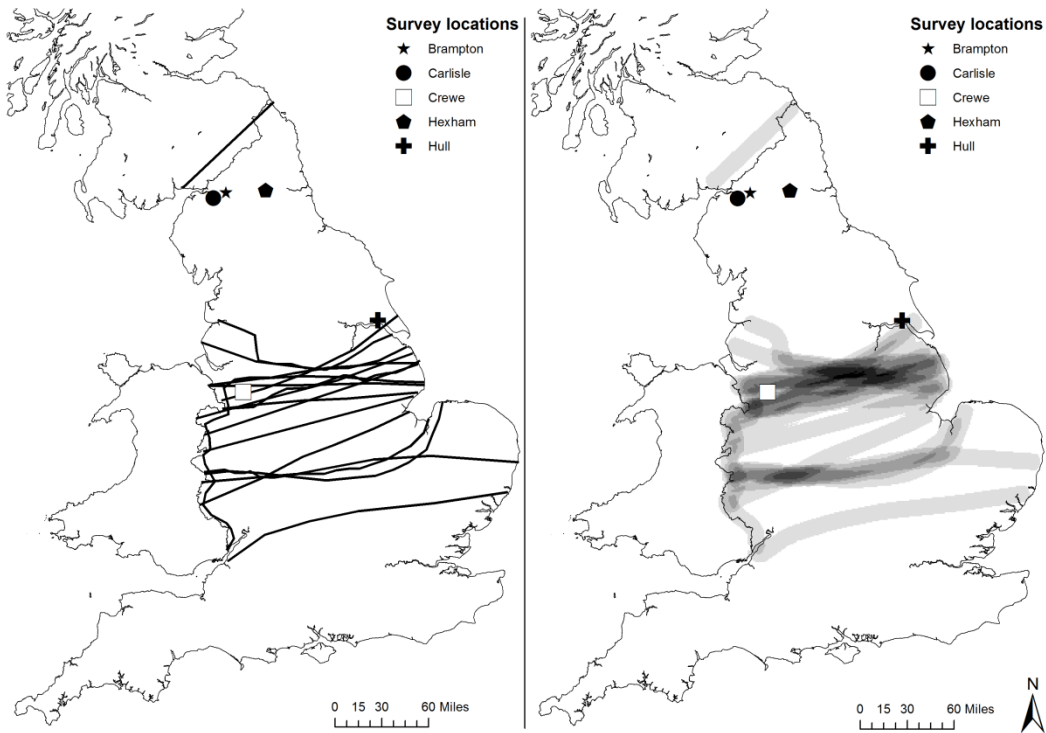 Survey locations
Brampton
Carlisle
Crewe
Hexham
Hull
0 15 30 60 Miles
Survey locations
Brampton
Carlisle
Crewe
Hexham
Hull
N
0 15 30 60 Miles